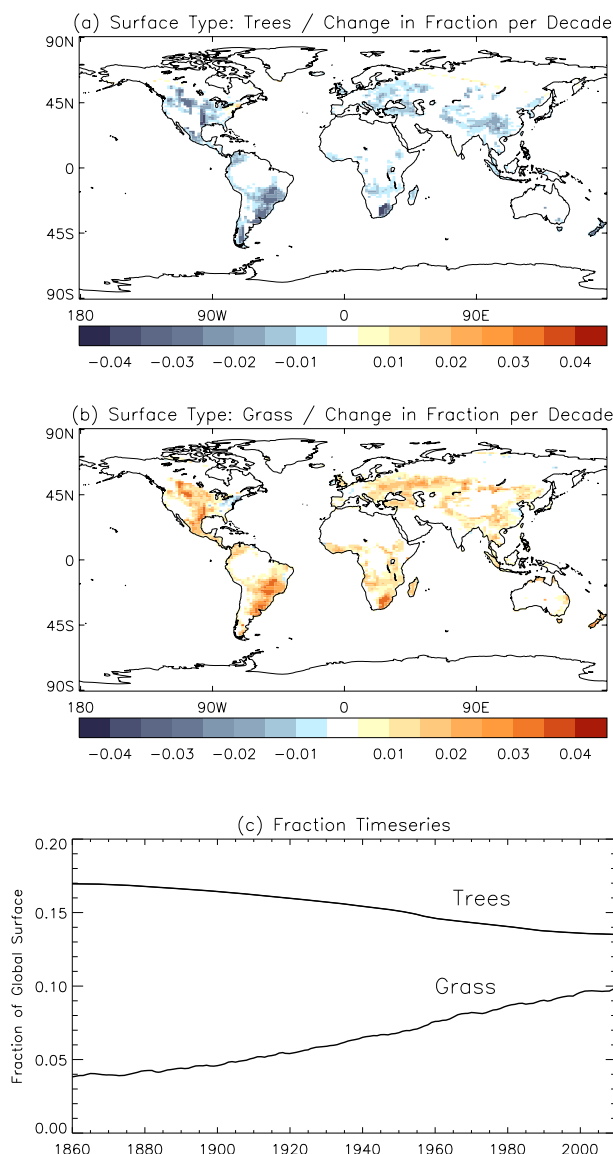 (a) Surface Type: Trees / Change in Fraction per Decade
90N
45N
0
45S
90S
180 90W 0 90E
−0.04 −0.03 −0.02 −0.01 0.01 0.02 0.03 0.04
(b) Surface Type: Grass / Change in Fraction per Decade
90N
45N
0
45S
90S
180 90W 0 90E
−0.04 −0.03 −0.02 −0.01 0.01 0.02 0.03 0.04
(c) Fraction Timeseries
0.20
0.15
0.10
0.05
0.00
Fraction of Global Surface
Trees
Grass
1860 1880 1900 1920 1940 1960 1980 2000